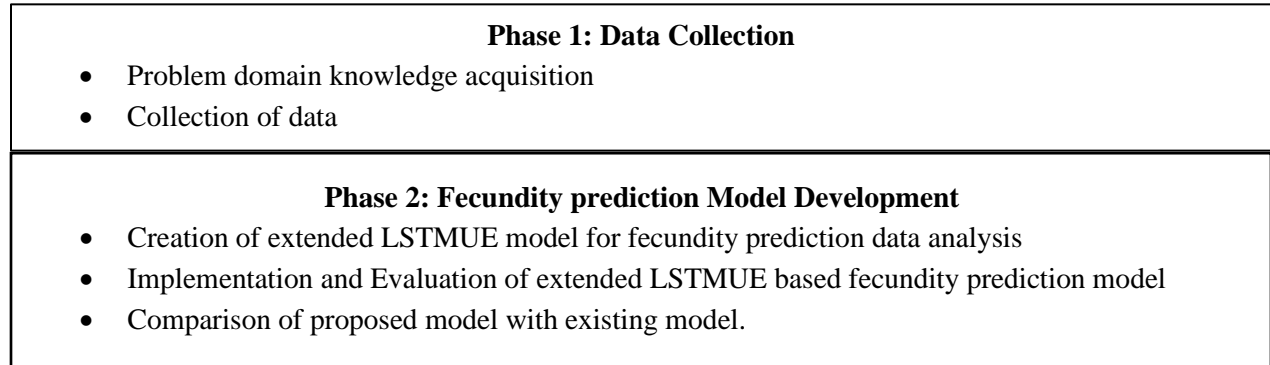 Phase 1: Data Collection
• Problem domain knowledge acquisition
• Collection of data
Phase 2: Fecundity prediction Model Development
• Creation of extended LSTMUE model for fecundity prediction data analysis
• Implementation and Evaluation of extended LSTMUE based fecundity prediction model
• Comparison of proposed model with existing model.